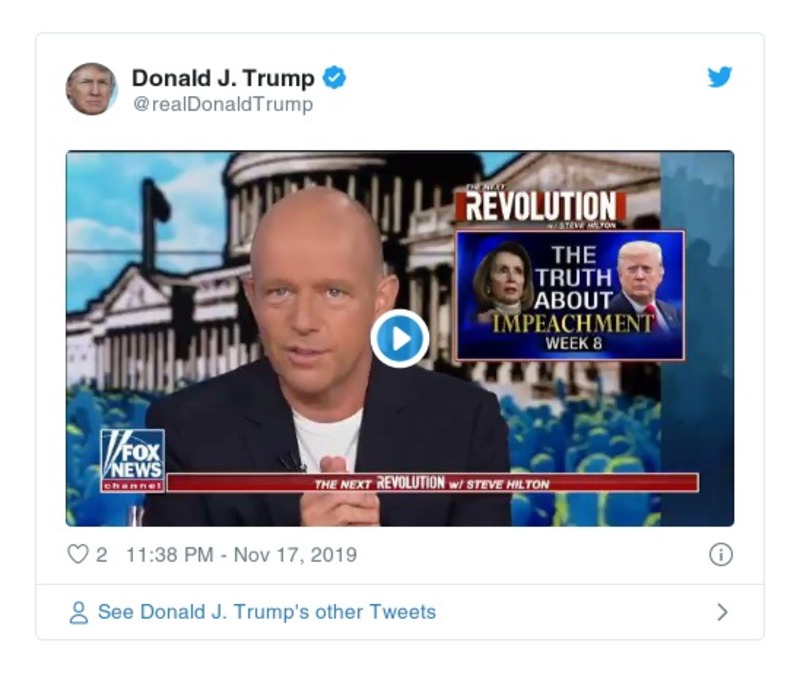 Donald J. Trump
@realDonaldTrump
THE NEXT
REVOLUTION
w/ STEVE HILTON
THE
TRUTH
ABOUT
IMPEACHMENT
WEEK 8
FOX
NEWS
channel
THE NEXT REVOLUTION w/ STEVE HILTON
2 11:38 PM - Nov 17, 2019
See Donald J. Trump's other Tweets